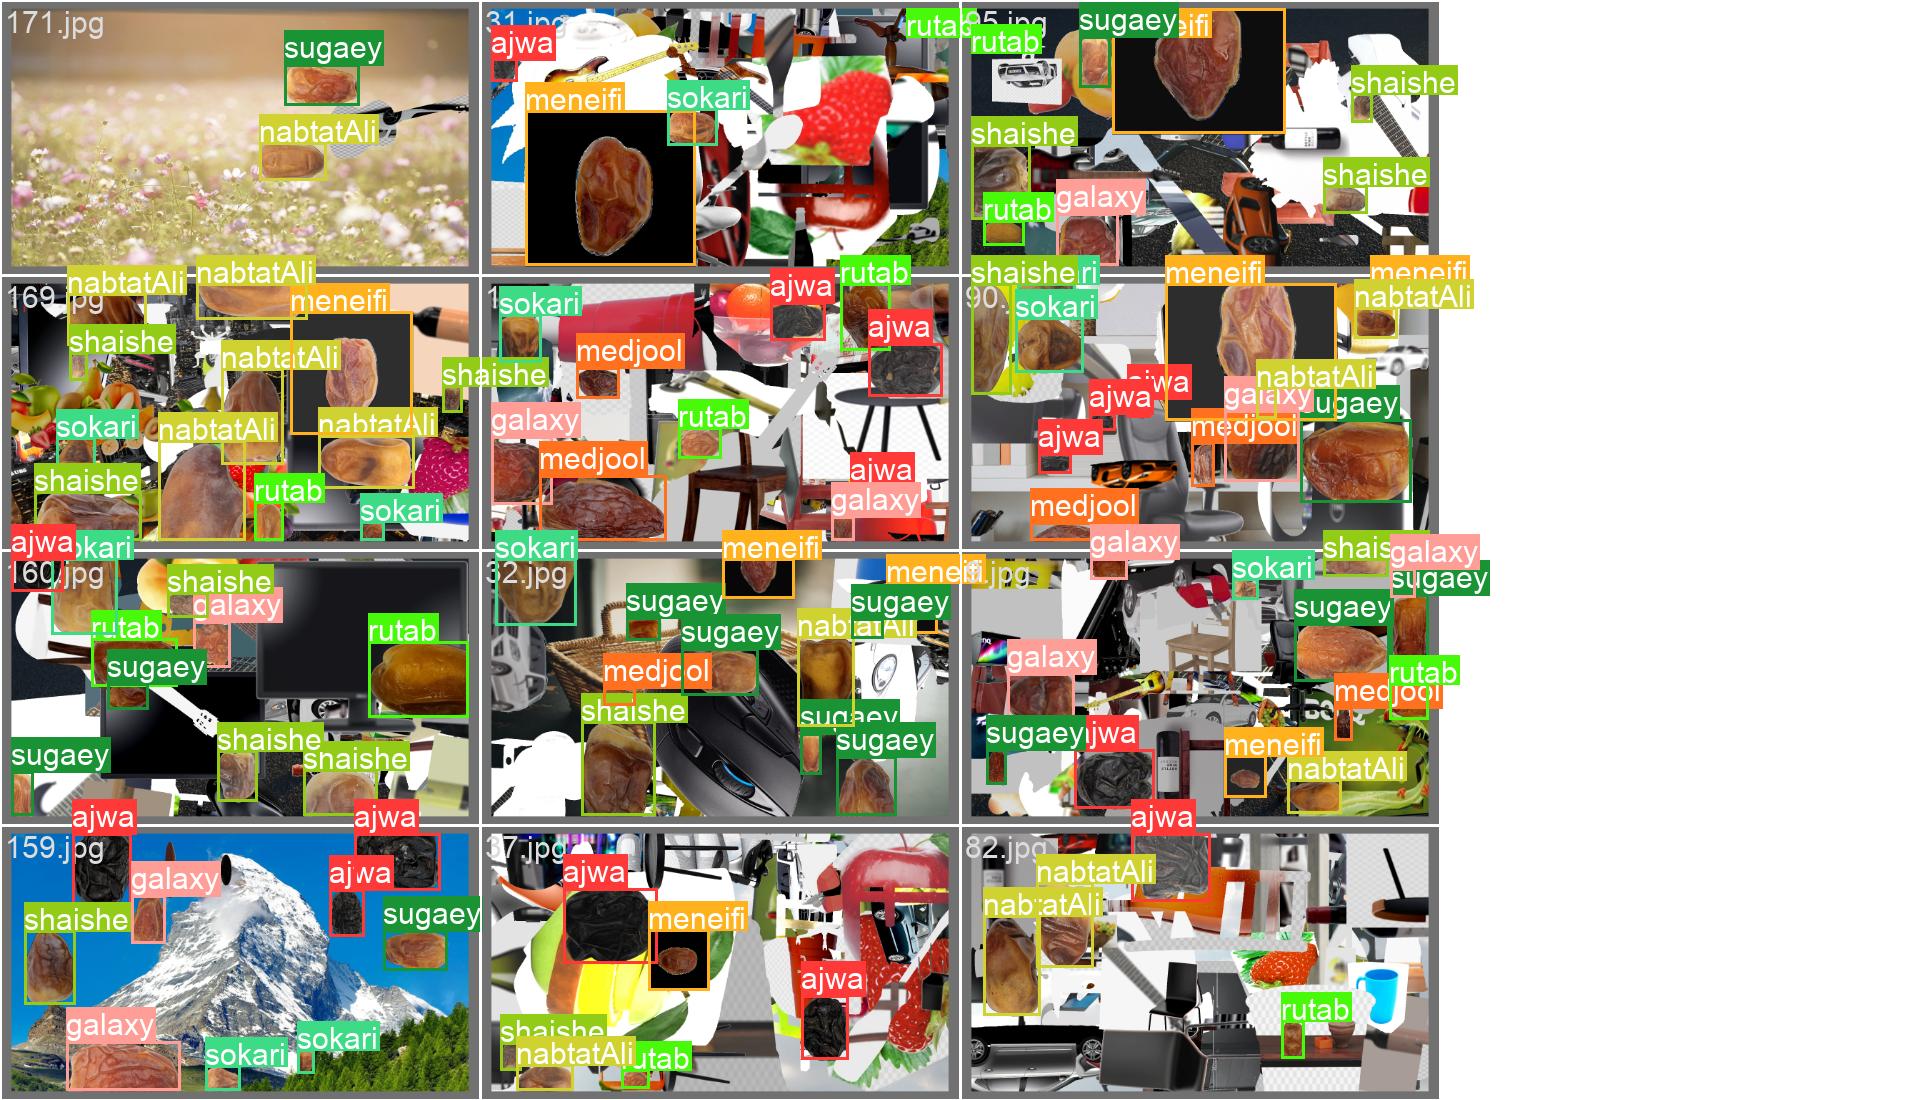 171.jpg
sugaey
nabtatAli
31.jpg
ajwa
rutab
meneifi
sokari
95.jpg
rutab
sugaey
meneifi
shaishe
shaishe
shaishe
rutab
galaxy
169.jpg
nabtatAli
nabtatAli
meneifi
shaishe
nabtatAli
shaishe
sokari
nabtatAli
nabtatAli
shaishe
rutab
sokari
sokari
ajwa
rutab
ajwa
medjool
galaxy
rutab
medjool
ajwa
galaxy
90.
shaishe
sokari
meneifi
meneifi
nabtatAli
ajwa
ajwa
nabtatAli
galaxy
sugaey
ajwa
medjool
medjool
160.jpg
ajwa
sokari
shaishe
galaxy
rutab
rutab
sugaey
sugaey
shaishe
shaishe
32.jpg
sokari
meneifi
meneifi
sugaey
sugaey
sugaey
nabtatAli
medjool
shaishe
sugaey
sugaey
.jpg
galaxy
sokari
shaishe
galaxy
sugaey
sugaey
galaxy
rutab
medjool
sugaey
ajwa
meneifi
nabtatAli
159.jpg
ajwa
ajwa
galaxy
ajwa
shaishe
sugaey
galaxy
sokari
sokari
37.jpg
ajwa
meneifi
ajwa
shaishe
nabtatAli
rutab
82.jpg
ajwa
nabtatAli
nabtatAli
rutab